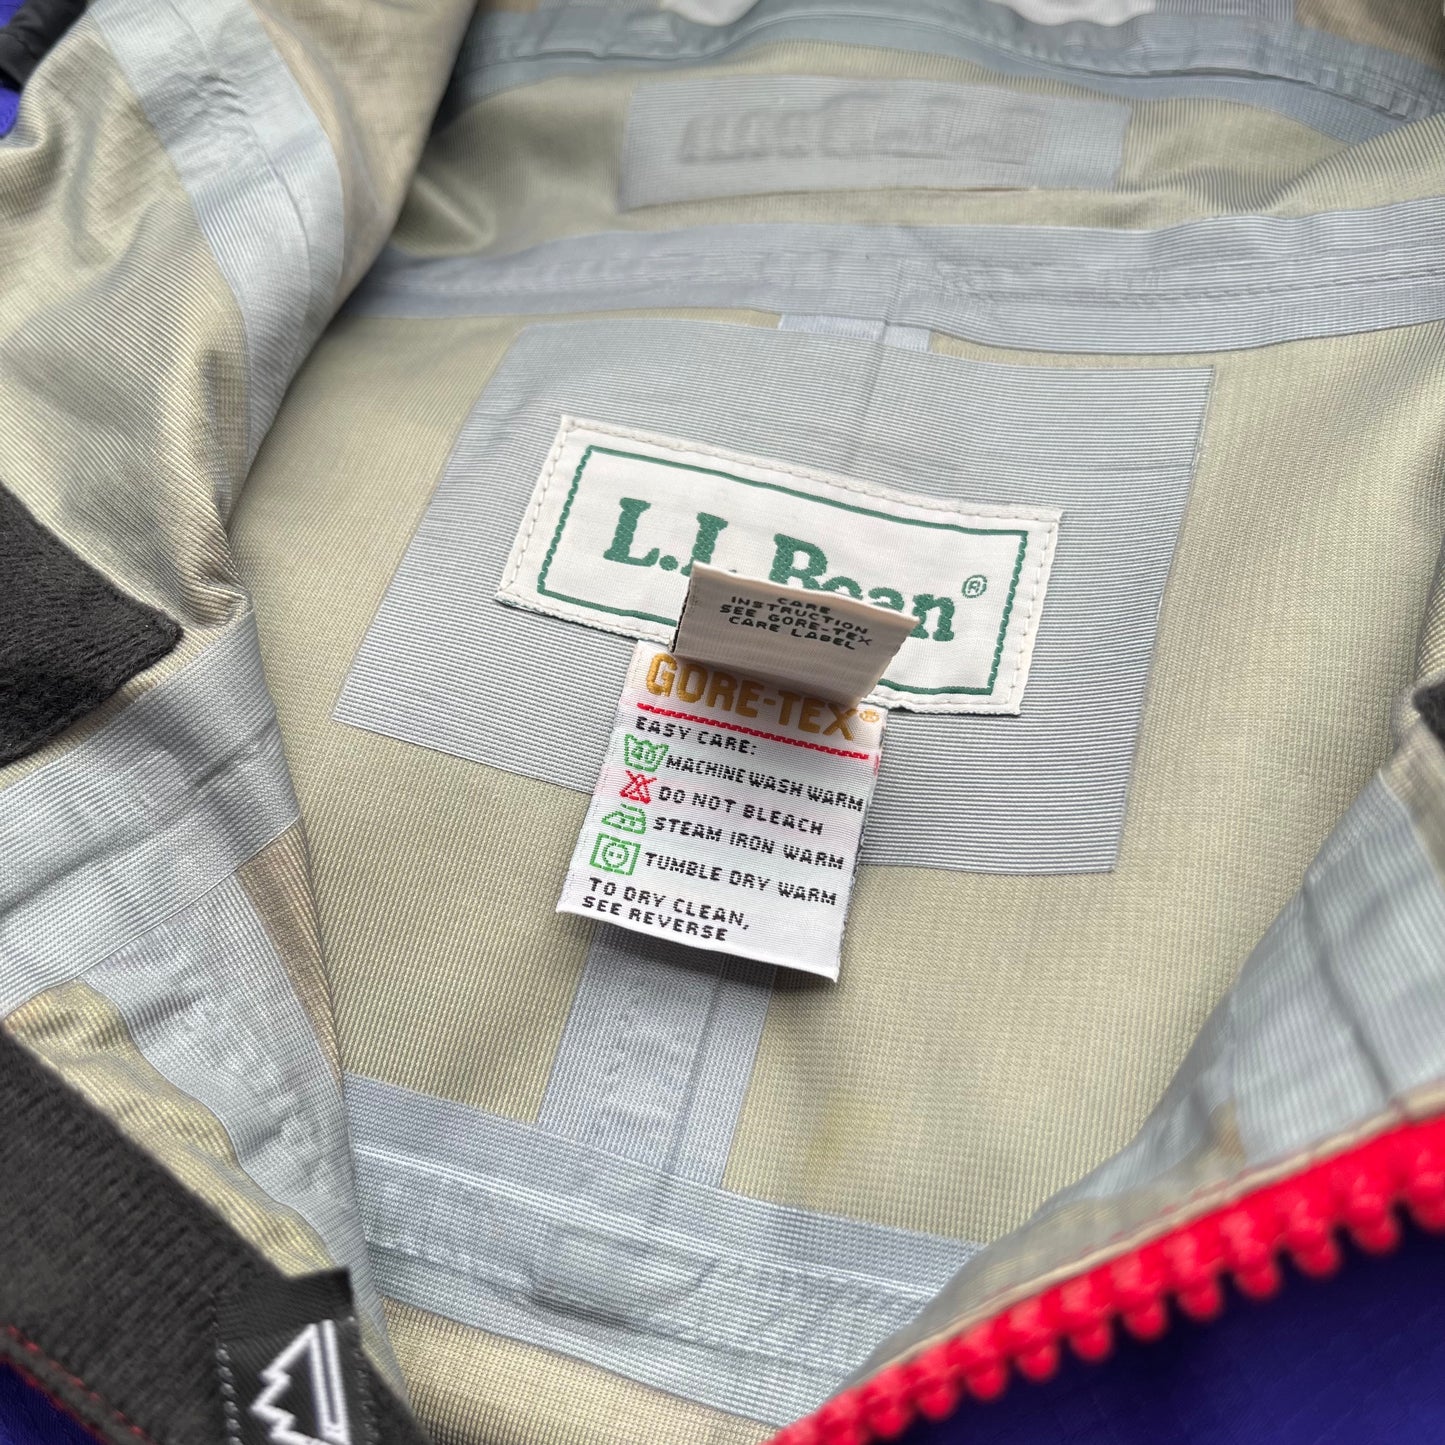 L.L. Bean®
CARE
INSTRUCTION
SEE GORE-TEX
CARE LABEL
GORE-TEX®
EASY CARE:
40 MACHINE WASH WARM
DO NOT BLEACH
STEAM IRON WARM
TUMBLE DRY WARM
TO DRY CLEAN,
SEE REVERSE